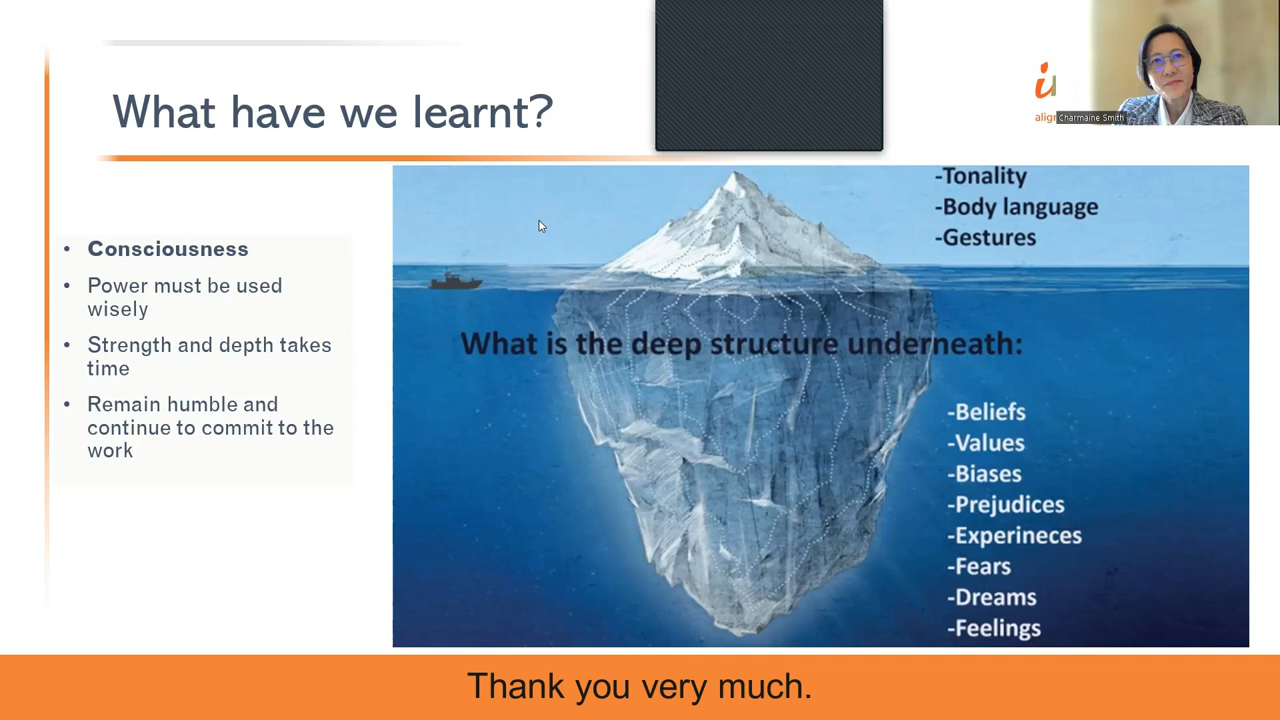 What have we learnt?
align
Charmaine Smith
• Consciousness
• Power must be used
wisely
• Strength and depth takes
time
• Remain humble and
continue to commit to the
work
-Tonality
-Body language
-Gestures
What is the deep structure underneath:
-Beliefs
-Values
-Biases
-Prejudices
-Experineces
-Fears
-Dreams
-Feelings
Thank you very much.